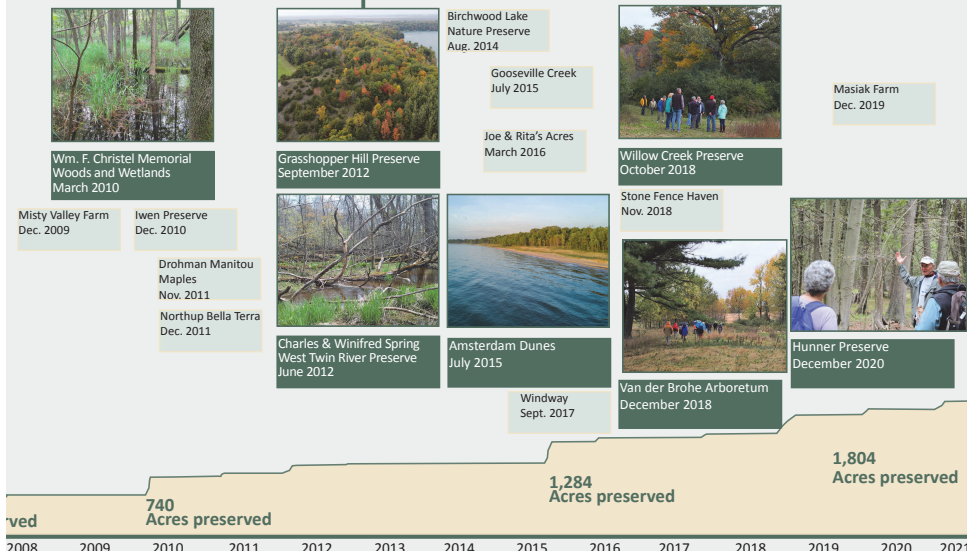 Birchwood Lake
Nature Preserve
Aug. 2014
Gooseville Creek
July 2015
Masiak Farm
Dec. 2019
Joe & Rita's Acres
March 2016
Wm. F. Christel Memorial
Woods and Wetlands
March 2010
Grasshopper Hill Preserve
September 2012
Willow Creek Preserve
October 2018
Stone Fence Haven
Nov. 2018
Misty Valley Farm
Dec. 2009
Iwen Preserve
Dec. 2010
Drohman Manitou
Maples
Nov. 2011
Northup Bella Terra
Dec. 2011
Charles & Winifred Spring
West Twin River Preserve
June 2012
Amsterdam Dunes
July 2015
Hunner Preserve
December 2020
Van der Brohe Arboretum
December 2018
Windway
Sept. 2017
1,804
Acres preserved
1,284
Acres preserved
740
Acres preserved
rved
2008 2009 2010 2011 2012 2013 2014 2015 2016 2017 2018 2019 2020 2021